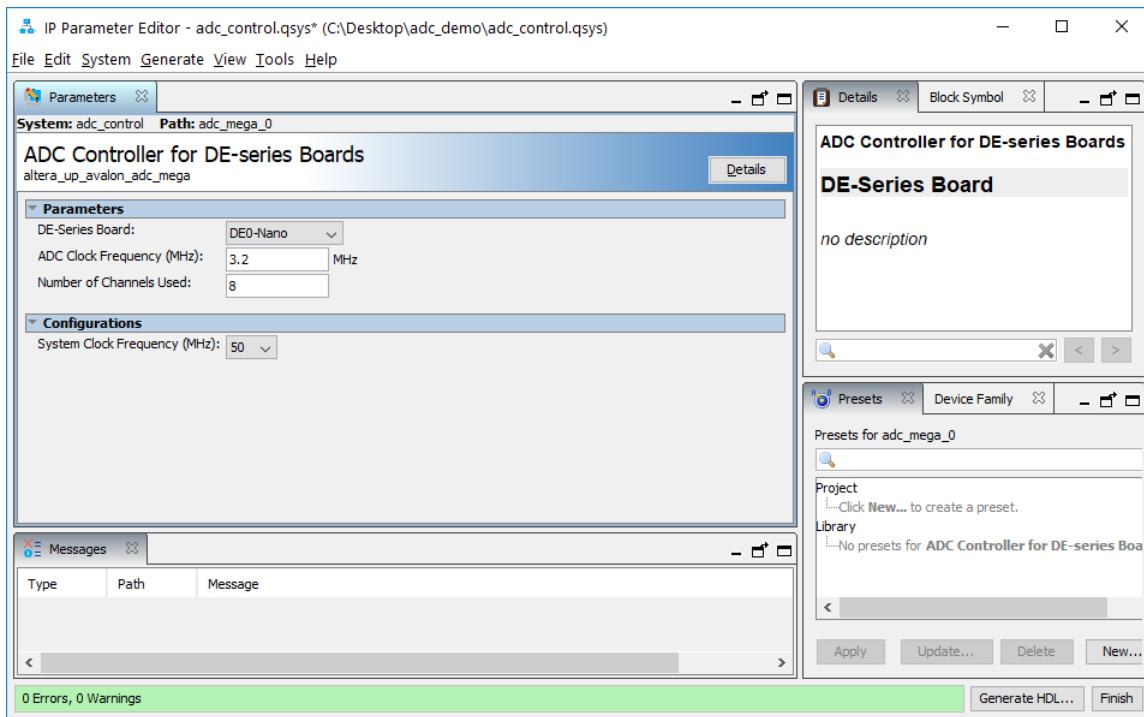 IP Parameter Editor - adc_control.qsys* (C:\Desktop\adc_demo\adc_control.qsys)
File Edit System Generate View Tools Help
Parameters
System: adc_control Path: adc_mega_0
ADC Controller for DE-series Boards
altera_up_avalon_adc_mega
Details
Parameters
DE-Series Board: DE0-Nano
ADC Clock Frequency (MHz): 3.2 MHz
Number of Channels Used: 8
Configurations
System Clock Frequency (MHz): 50
Messages
Type Path Message
Details Block Symbol
ADC Controller for DE-series Boards
DE-Series Board
no description
< >
Presets Device Family
Presets for adc_mega_0
Project
Click New... to create a preset.
Library
No presets for ADC Controller for DE-series Boa
Apply Update... Delete New...
0 Errors, 0 Warnings
Generate HDL... Finish